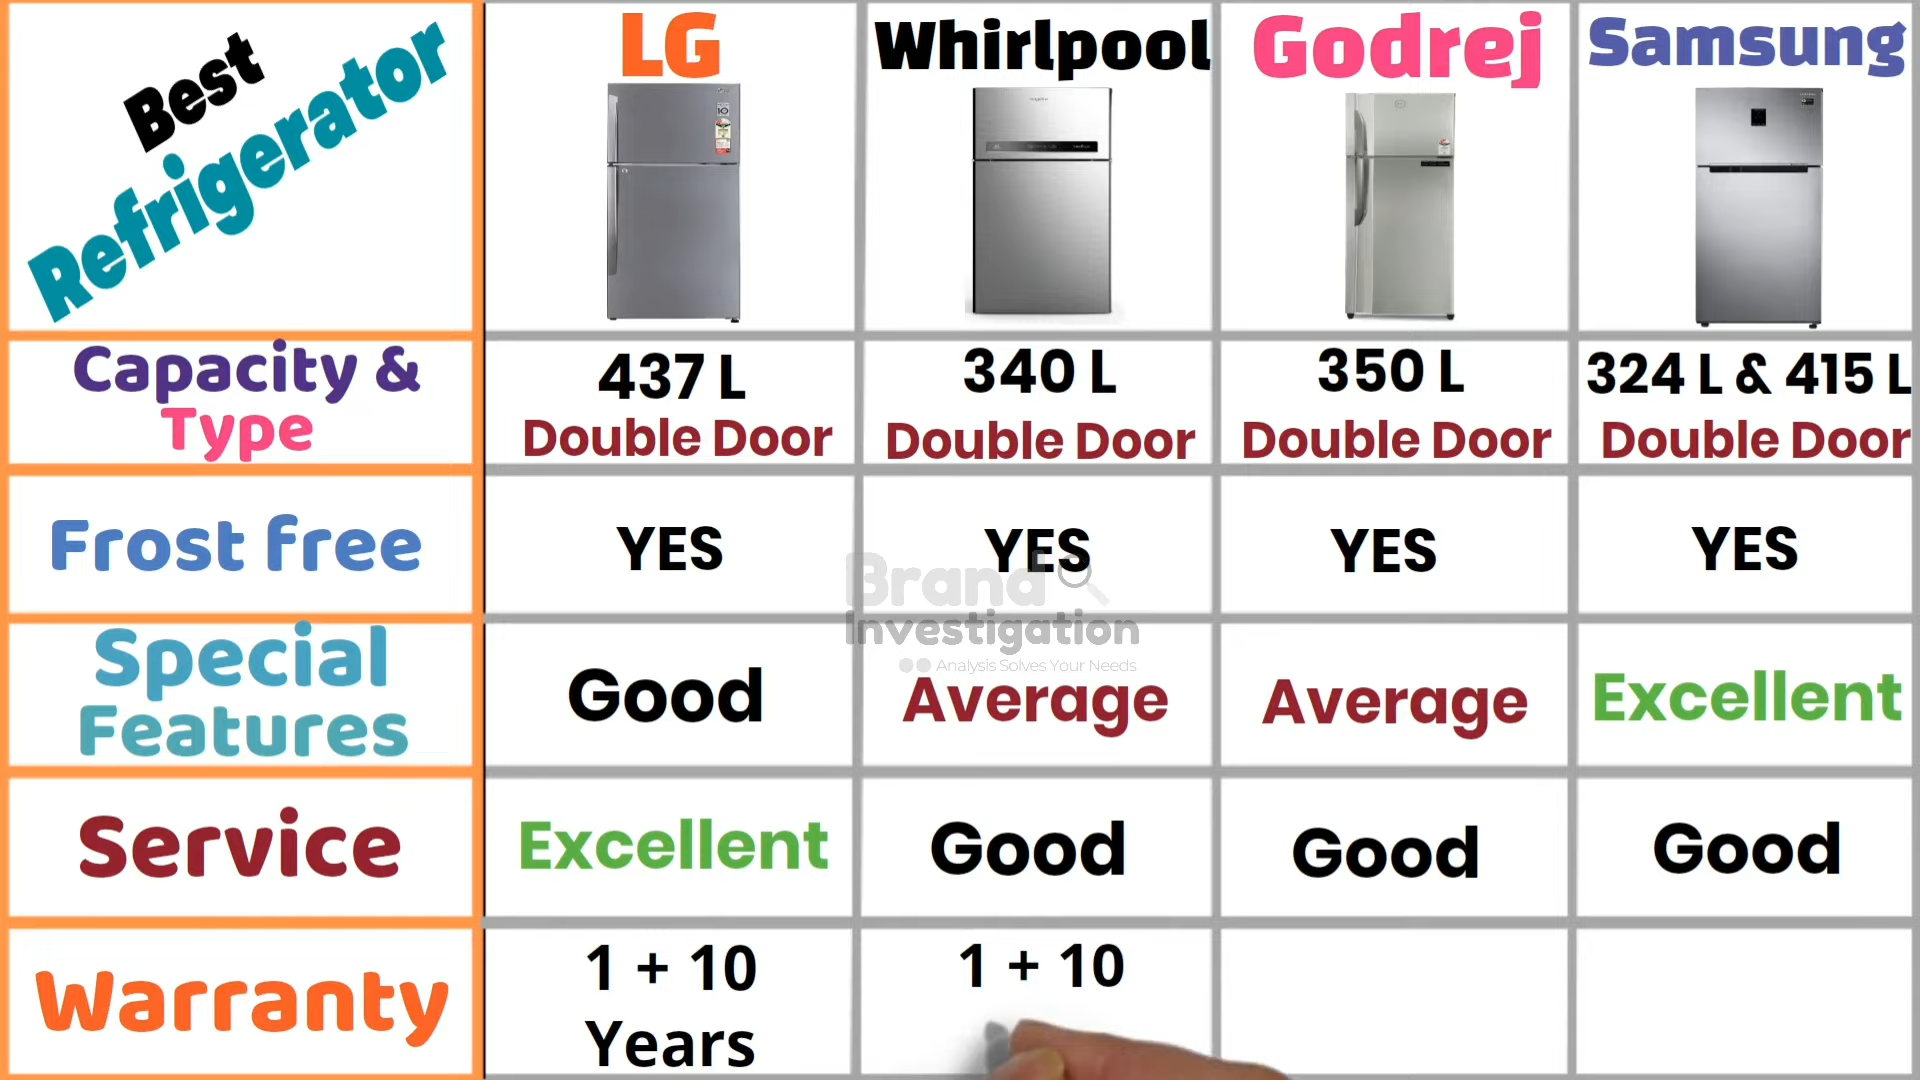 Best
Refrigerator
LG
Whirlpool
Godrej
Samsung
Capacity &
Type
437 L
Double Door
340 L
Double Door
350 L
Double Door
324 L & 415 L
Double Door
Frost free
YES
YES
YES
YES
Brand
Investigation
Analysis Solves Your Needs
Special
Features
Good
Average
Average
Excellent
Service
Excellent
Good
Good
Good
Warranty
1 + 10
Years
1 + 10